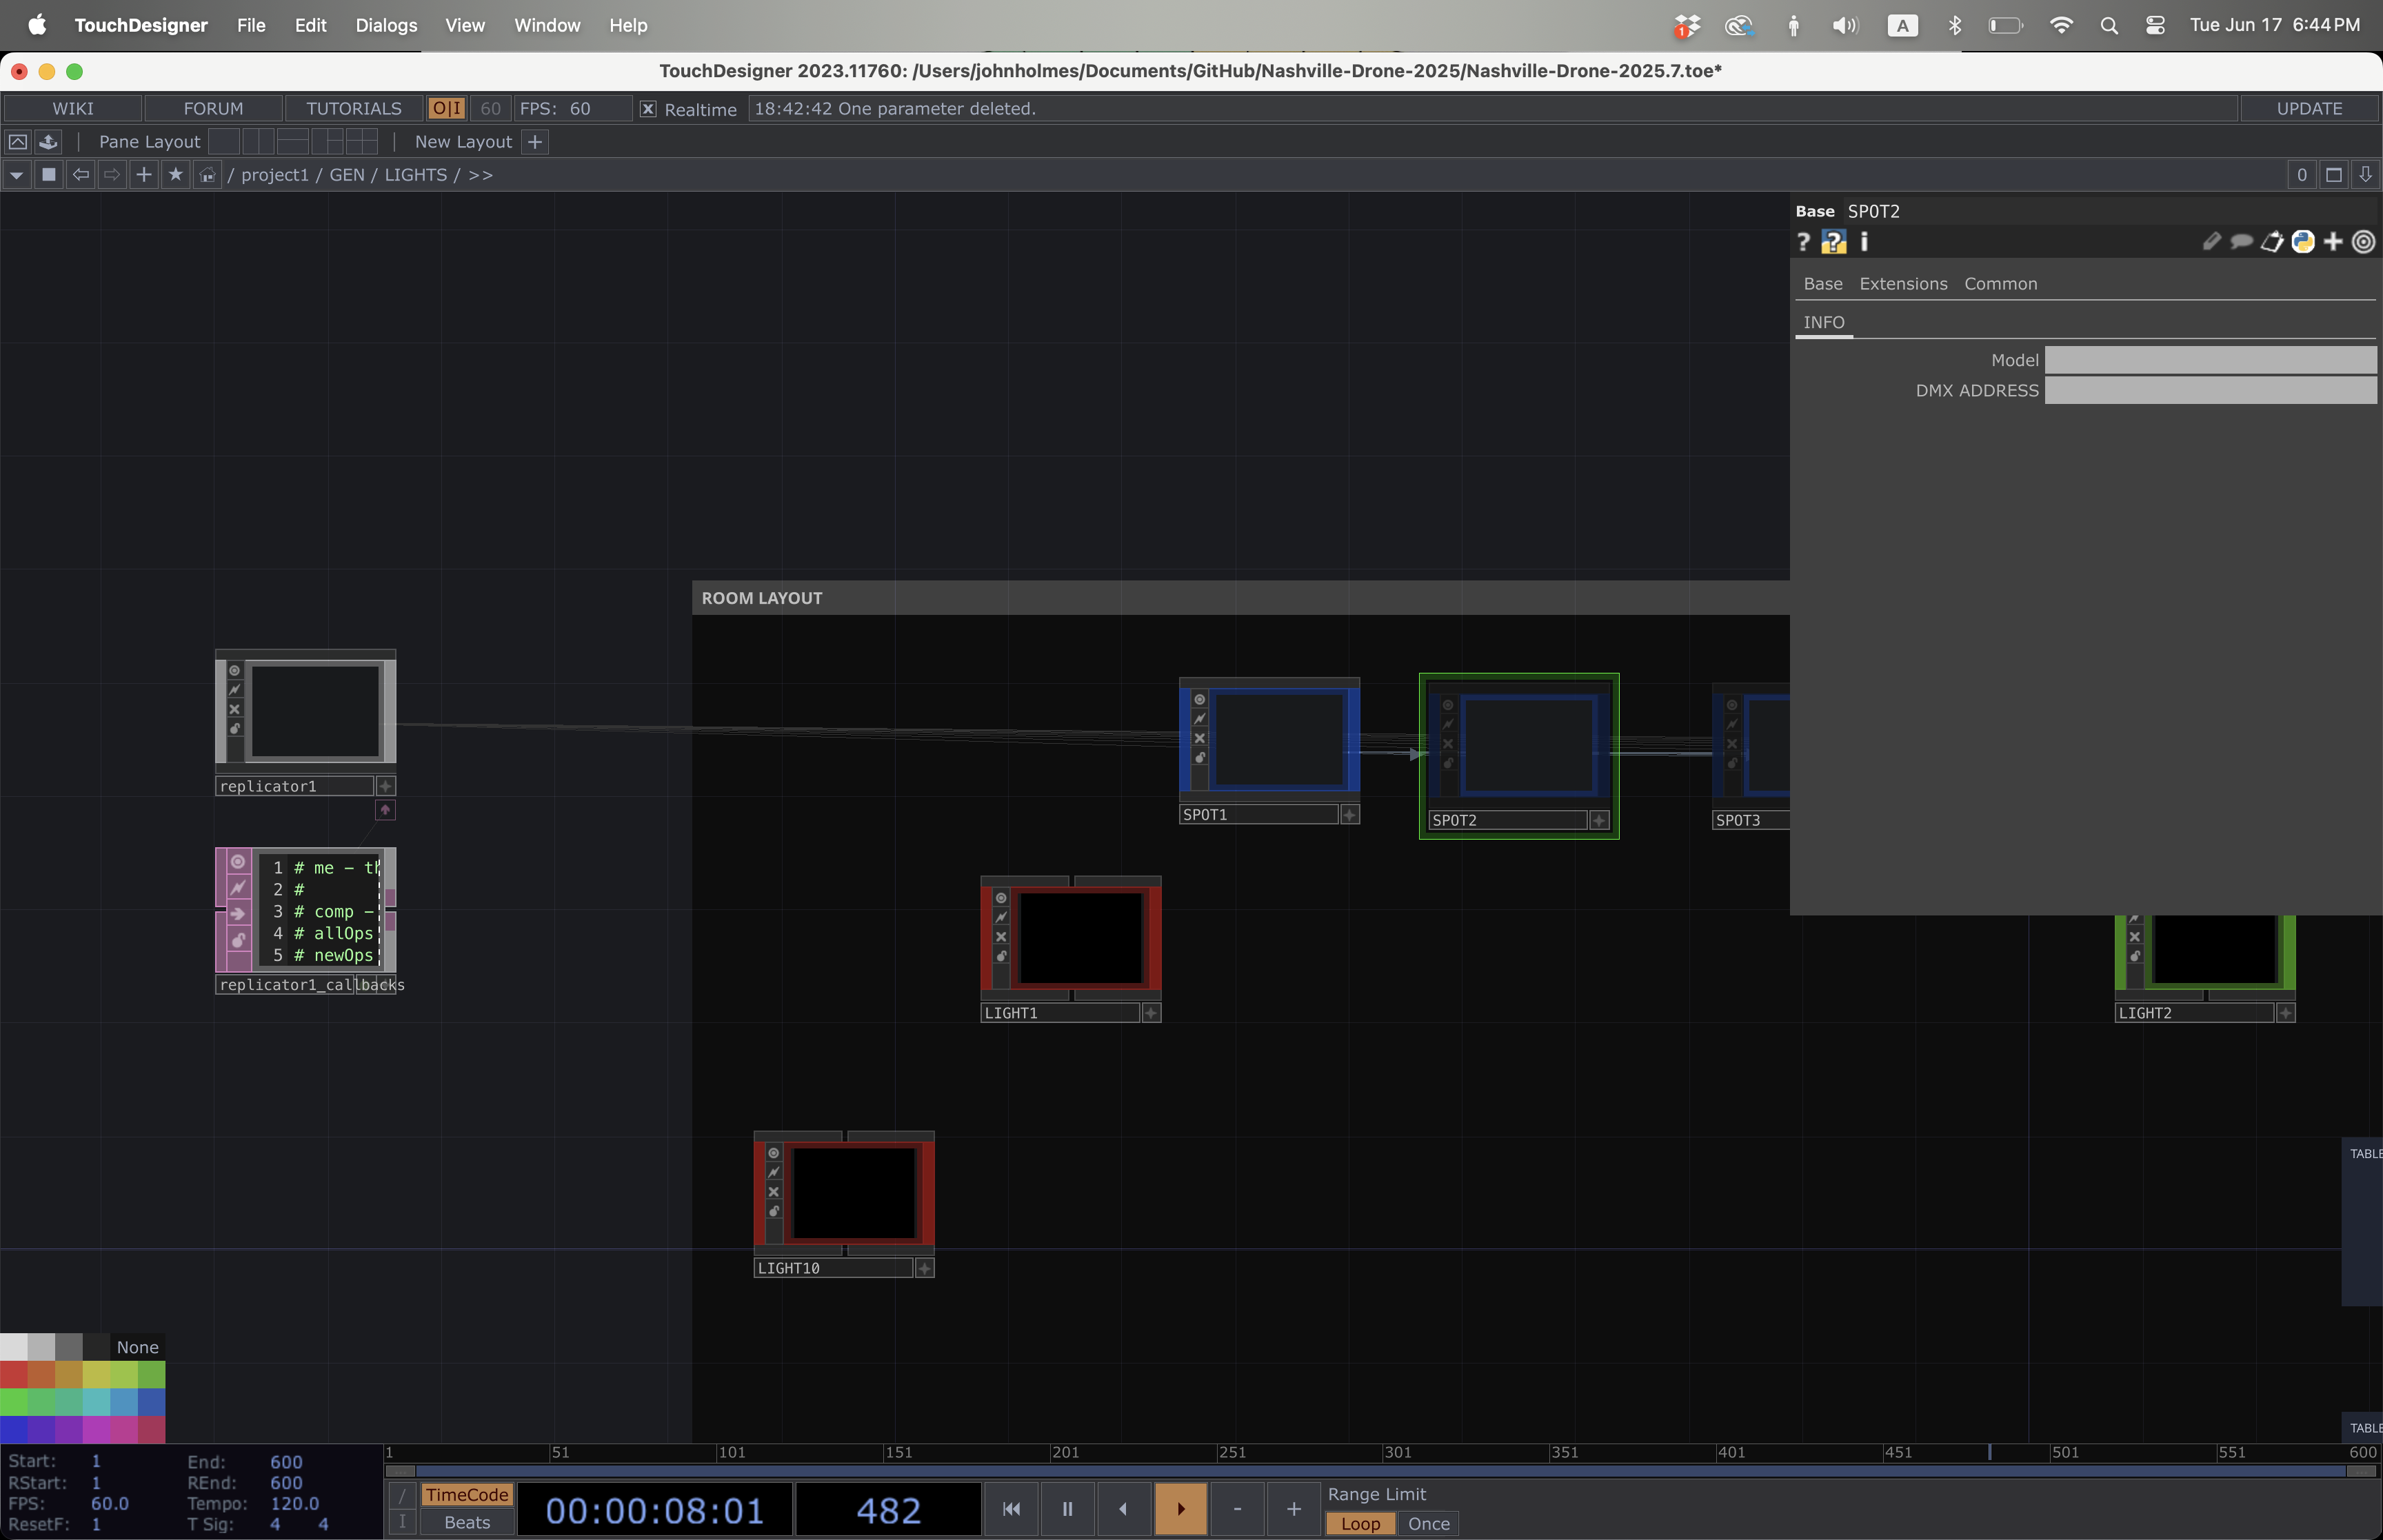 TouchDesigner File Edit Dialogs View Window Help
1 A Tue Jun 17 6:44 PM
TouchDesigner 2023.11760: /Users/johnholmes/Documents/GitHub/Nashville-Drone-2025/Nashville-Drone-2025.7.toe*
WIKI FORUM TUTORIALS O|I 60 FPS: 60 Realtime 18:42:42 One parameter deleted. UPDATE
Pane Layout New Layout
/ project1 / GEN / LIGHTS / >> 0
Base SPOT2
? ? i
Base Extensions Common
INFO
Model
DMX ADDRESS
ROOM LAYOUT
replicator1
SPOT1
SPOT2
SPOT3
1 # me - th
2 #
3 # comp -
4 # allOps
5 # newOps
replicator1_callbacks
LIGHT1
LIGHT2
TABLE
LIGHT10
None
TABLE
1 51 101 151 201 251 301 351 401 451 501 551 600
Start: 1 End: 600
RStart: 1 REnd: 600
FPS: 60.0 Tempo: 120.0
ResetF: 1 T Sig: 4 4
/ TimeCode
I Beats
00:00:08:01 482
- +
Range Limit
Loop Once